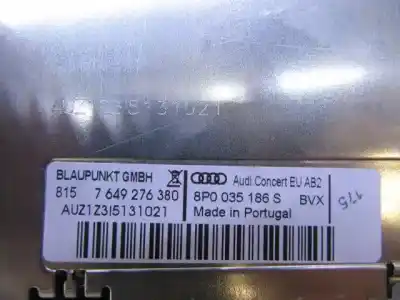 AUZ1Z3I5131021
BLAUPUNKT GMBH
Audi Concert EU AB2
815 7 649 276 380
8P0 035 186 S BVX
AUZ1Z3I5131021
Made in Portugal